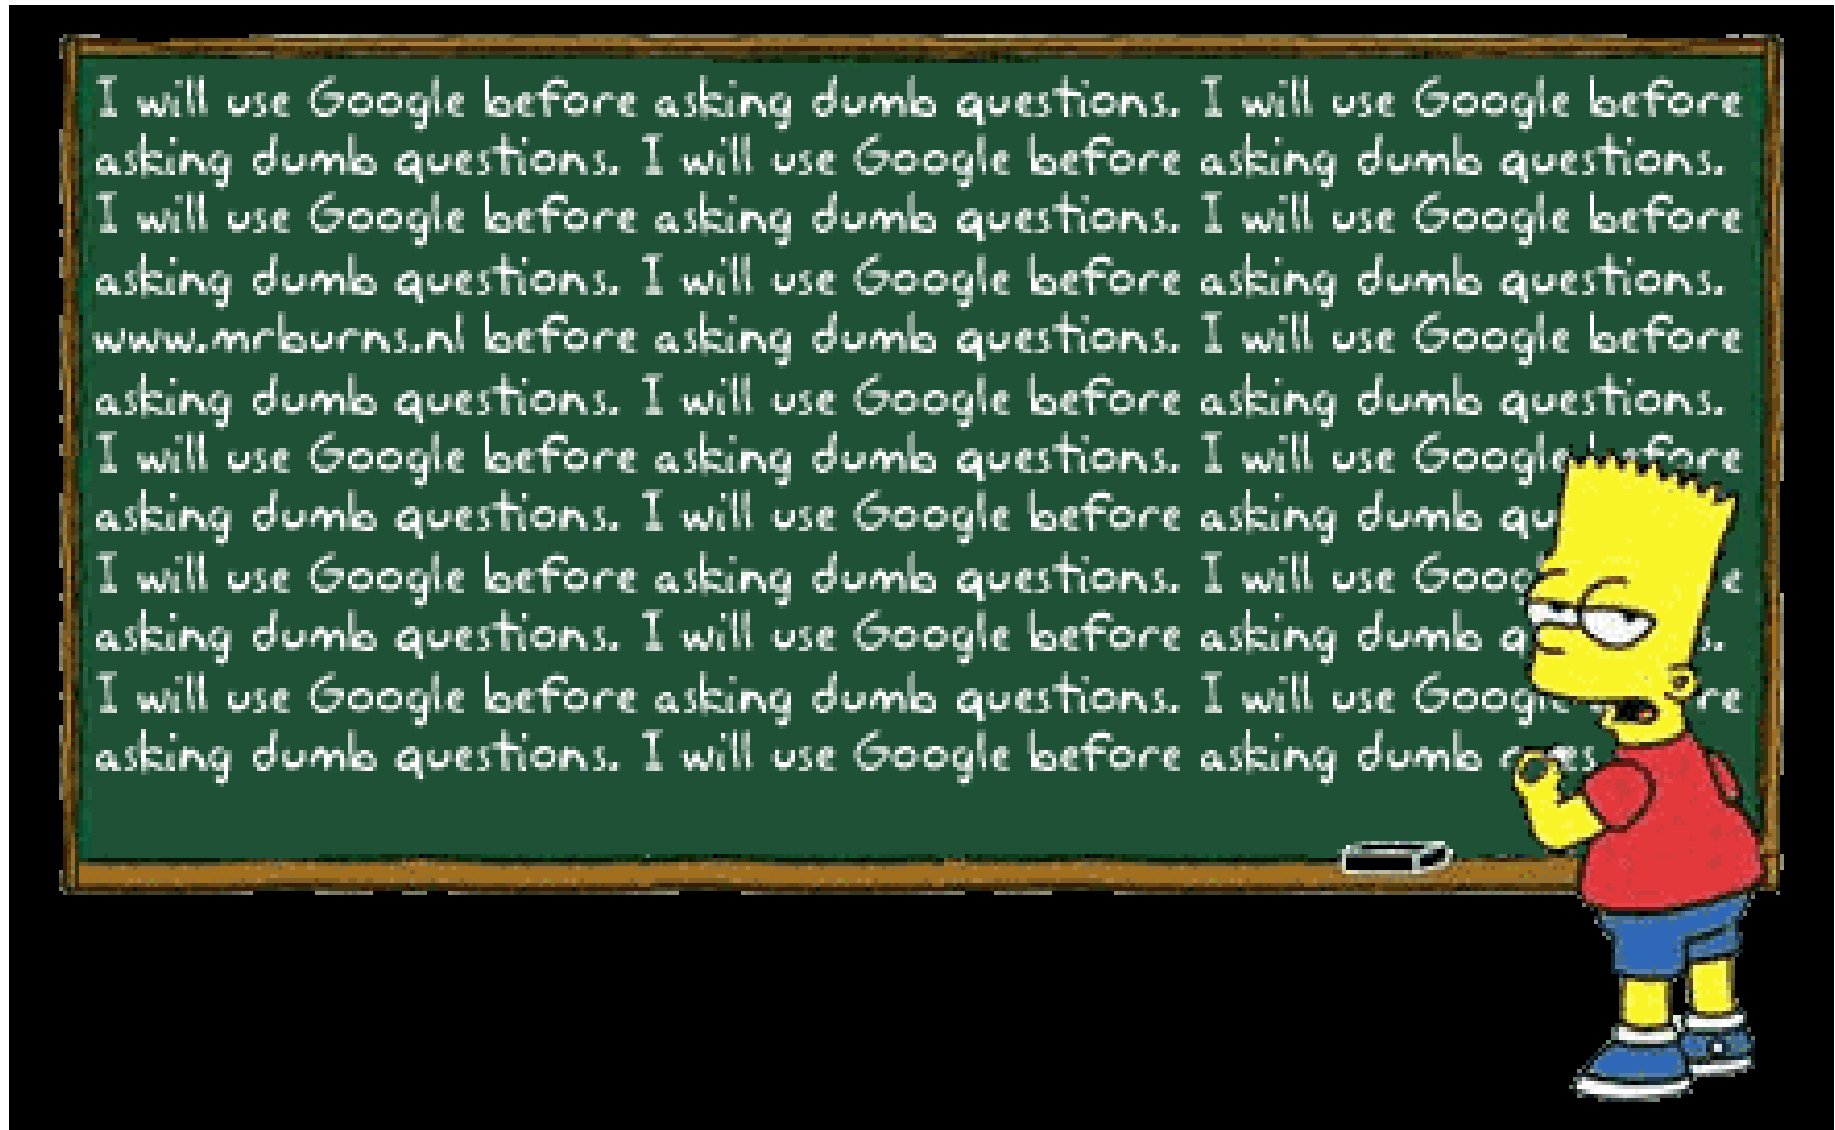 I will use Google before asking dumb questions. I will use Google before
asking dumb questions. I will use Google before asking dumb questions.
I will use Google before asking dumb questions. I will use Google before
asking dumb questions. I will use Google before asking dumb questions.
www.mrburns.nl before asking dumb questions. I will use Google before
asking dumb questions. I will use Google before asking dumb questions.
I will use Google before asking dumb questions. I will use Google before
asking dumb questions. I will use Google before asking dumb qu
I will use Google before asking dumb questions. I will use Goog e
asking dumb questions. I will use Google before asking dumb q s.
I will use Google before asking dumb questions. I will use Googl re
asking dumb questions. I will use Google before asking dumb